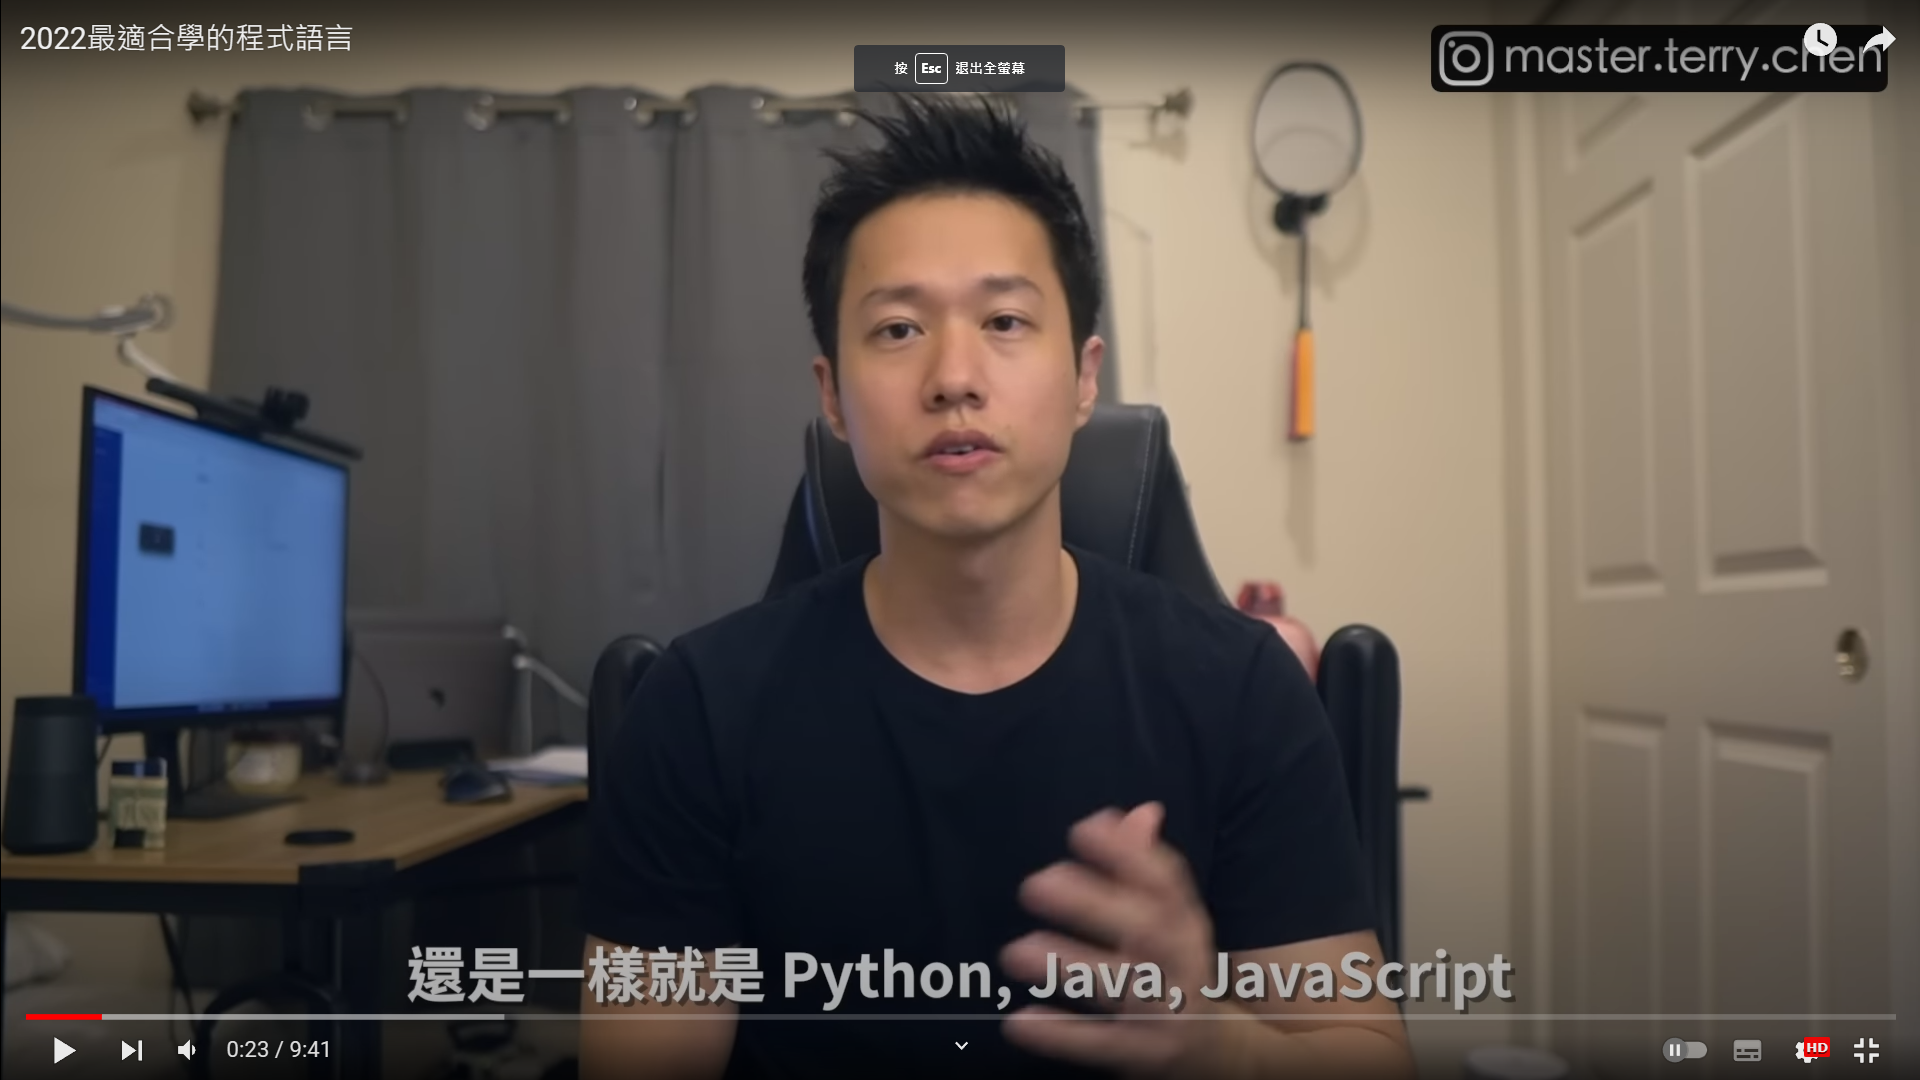 2022最適合學的程式語言
按 Esc 退出全螢幕
master.terry.chen
還是一樣就是 Python, Java, JavaScript
0:23 / 9:41
HD